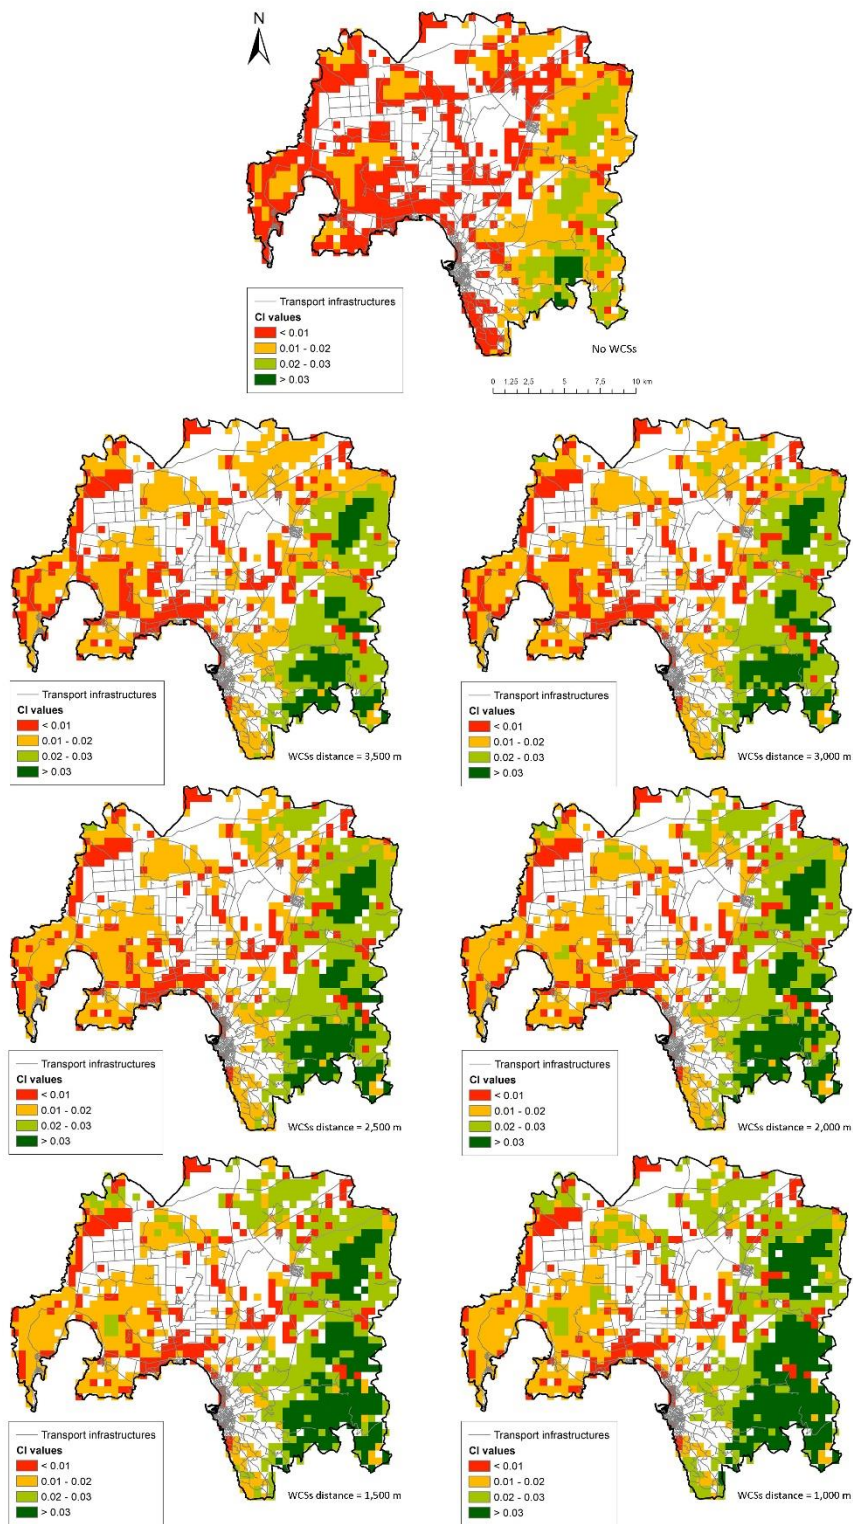 N
Transport infrastructures
CI values
< 0.01
0.01 - 0.02
0.02 - 0.03
> 0.03
No WCSs
0 1,25 2,5 5 7,5 10 km
Transport infrastructures
CI values
< 0.01
0.01 - 0.02
0.02 - 0.03
> 0.03
WCSs distance = 3,500 m
Transport infrastructures
CI values
< 0.01
0.01 - 0.02
0.02 - 0.03
> 0.03
WCSs distance = 3,000 m
Transport infrastructures
CI values
< 0.01
0.01 - 0.02
0.02 - 0.03
> 0.03
WCSs distance = 2,500 m
Transport infrastructures
CI values
< 0.01
0.01 - 0.02
0.02 - 0.03
> 0.03
WCSs distance = 2,000 m
Transport infrastructures
CI values
< 0.01
0.01 - 0.02
0.02 - 0.03
> 0.03
WCSs distance = 1,500 m
Transport infrastructures
CI values
< 0.01
0.01 - 0.02
0.02 - 0.03
> 0.03
WCSs distance = 1,000 m